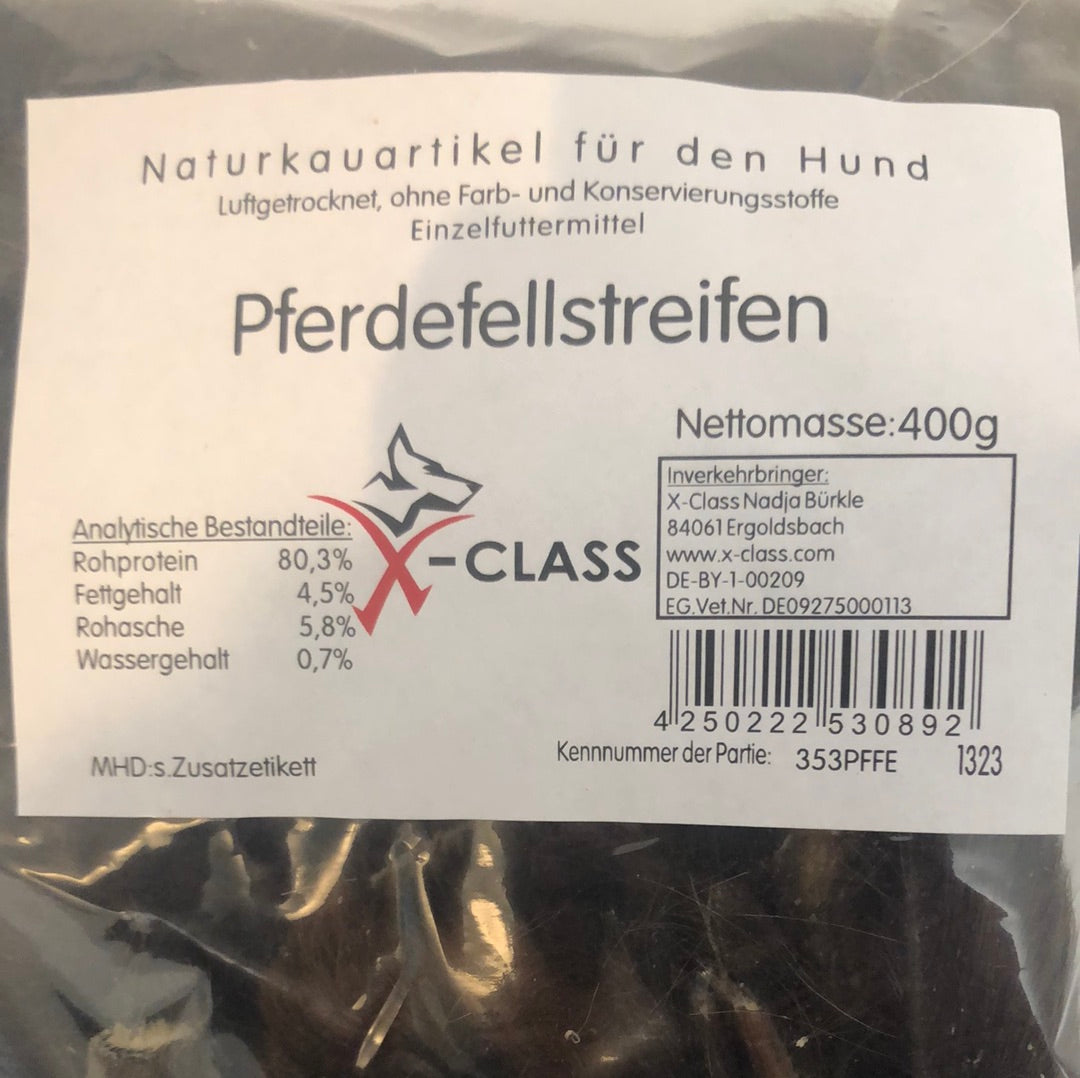 Naturkauartikel für den Hund
Luftgetrocknet, ohne Farb- und Konservierungsstoffe
Einzelfuttermittel
Pferdefellstreifen
Nettomasse:400g
Inverkehrbringer:
X-Class Nadja Bürkle
84061 Ergoldsbach
www.x-class.com
DE-BY-1-00209
EG.Vet.Nr. DE09275000113
X-CLASS
Analytische Bestandteile:
Rohprotein 80,3%
Fettgehalt 4,5%
Rohasche 5,8%
Wassergehalt 0,7%
4 250222 530892
Kennnummer der Partie: 353PFFE 1323
MHD:s.Zusatzetikett